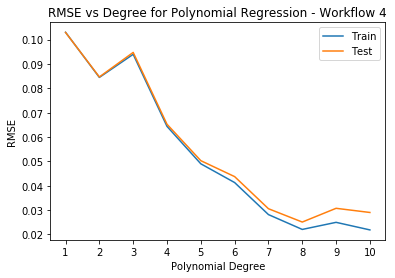 RMSE vs Degree for Polynomial Regression - Workflow 4
Train
Test
RMSE
0.10
0.09
0.08
0.07
0.06
0.05
0.04
0.03
0.02
1 2 3 4 5 6 7 8 9 10
Polynomial Degree